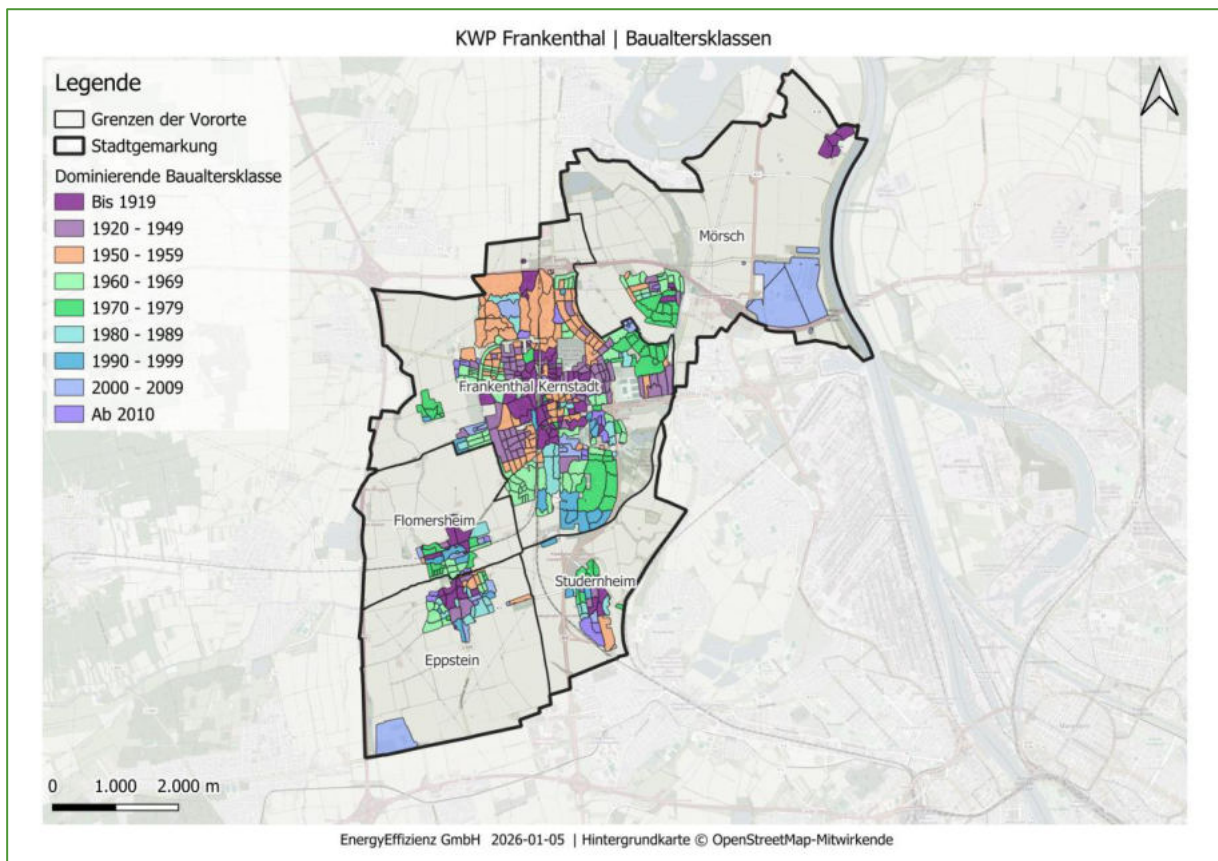 KWP Frankenthal | Baualtersklassen
Legende
Grenzen der Vororte
Stadtgemarkung
Dominierende Baualtersklasse
Bis 1919
1920 - 1949
1950 - 1959
1960 - 1969
1970 - 1979
1980 - 1989
1990 - 1999
2000 - 2009
Ab 2010
Mörsch
Frankenthal Kernstadt
Flomersheim
Studernheim
Eppstein
0 1.000 2.000 m
EnergyEffizienz GmbH 2026-01-05 | Hintergrundkarte © OpenStreetMap-Mitwirkende